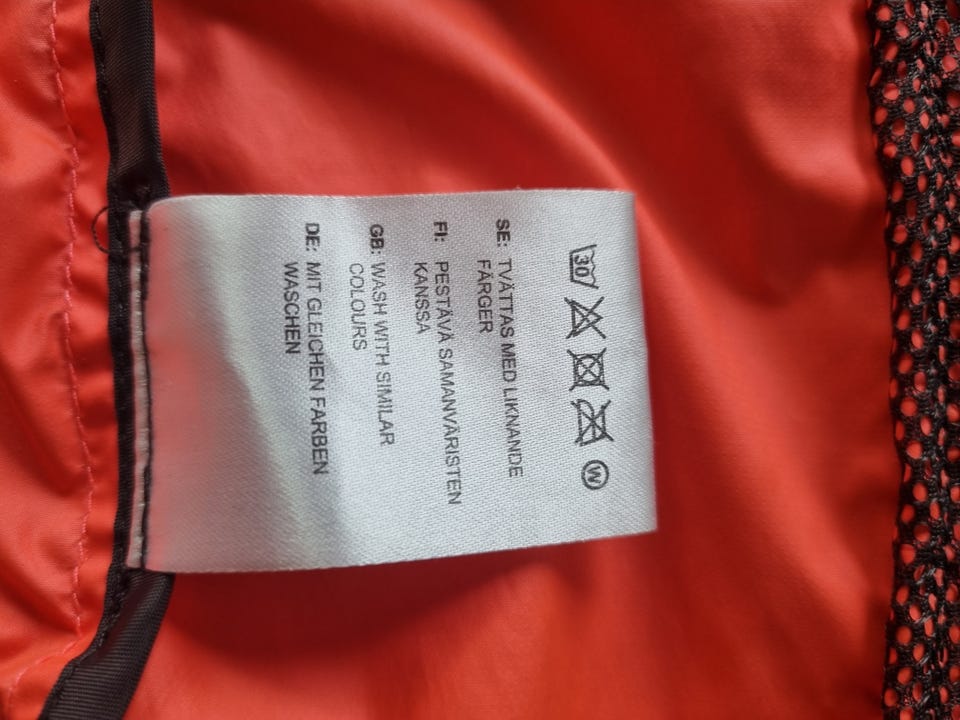 30 W
SE: TVÄTTAS MED LIKNANDE
FÄRGER
FI: PESTÄVÄ SAMANVÄRISTEN
KANSSA
GB: WASH WITH SIMILAR
COLOURS
DE: MIT GLEICHEN FARBEN
WASCHEN